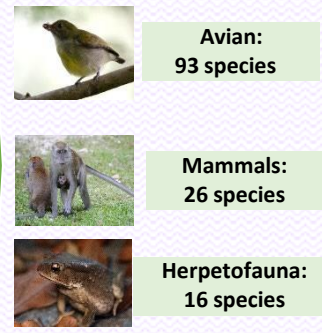 Avian:
93 species
Mammals:
26 species
Herpetofauna:
16 species